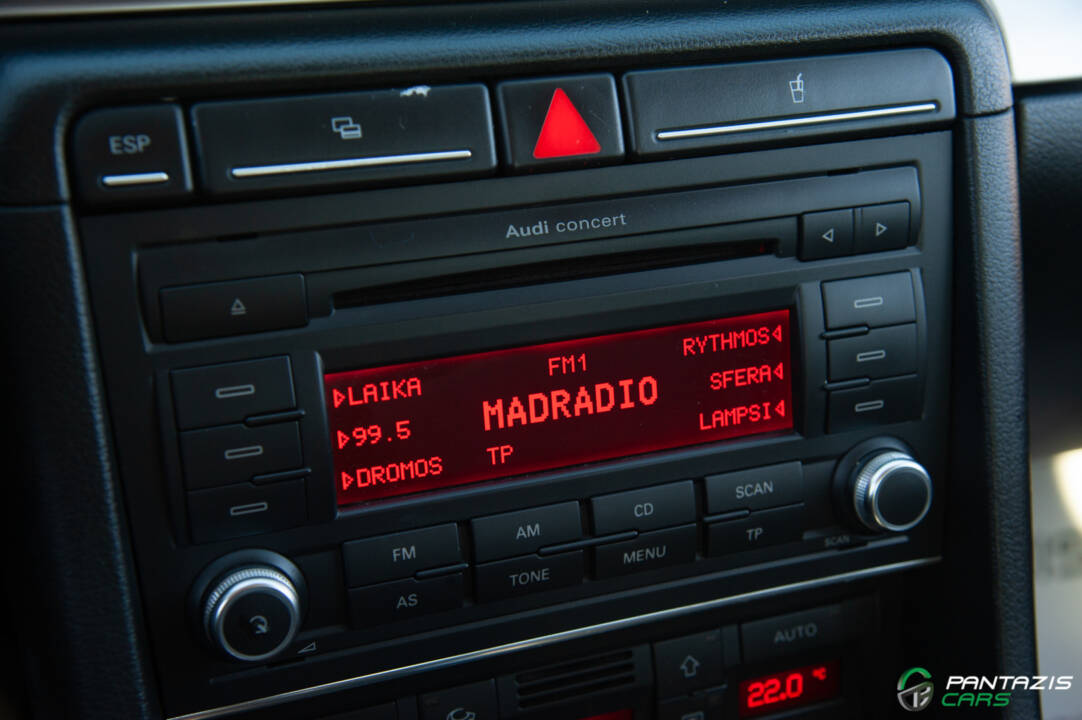 ESP
Audi concert
FM1
LAIKA
99.5
DROMOS
MADRADIO
TP
RYTHMOS
SFERA
LAMPSI
FM
AM
CD
SCAN
AS
TONE
MENU
TP
SCAN
AUTO
22.0 °C
PANTAZIS
CARS